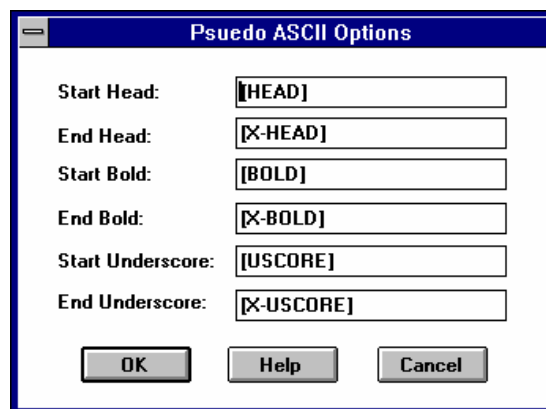 Psuedo ASCII Options
Start Head: [HEAD]
End Head: [X-HEAD]
Start Bold: [BOLD]
End Bold: [X-BOLD]
Start Underscore: [USCORE]
End Underscore: [X-USCORE]
OK Help Cancel